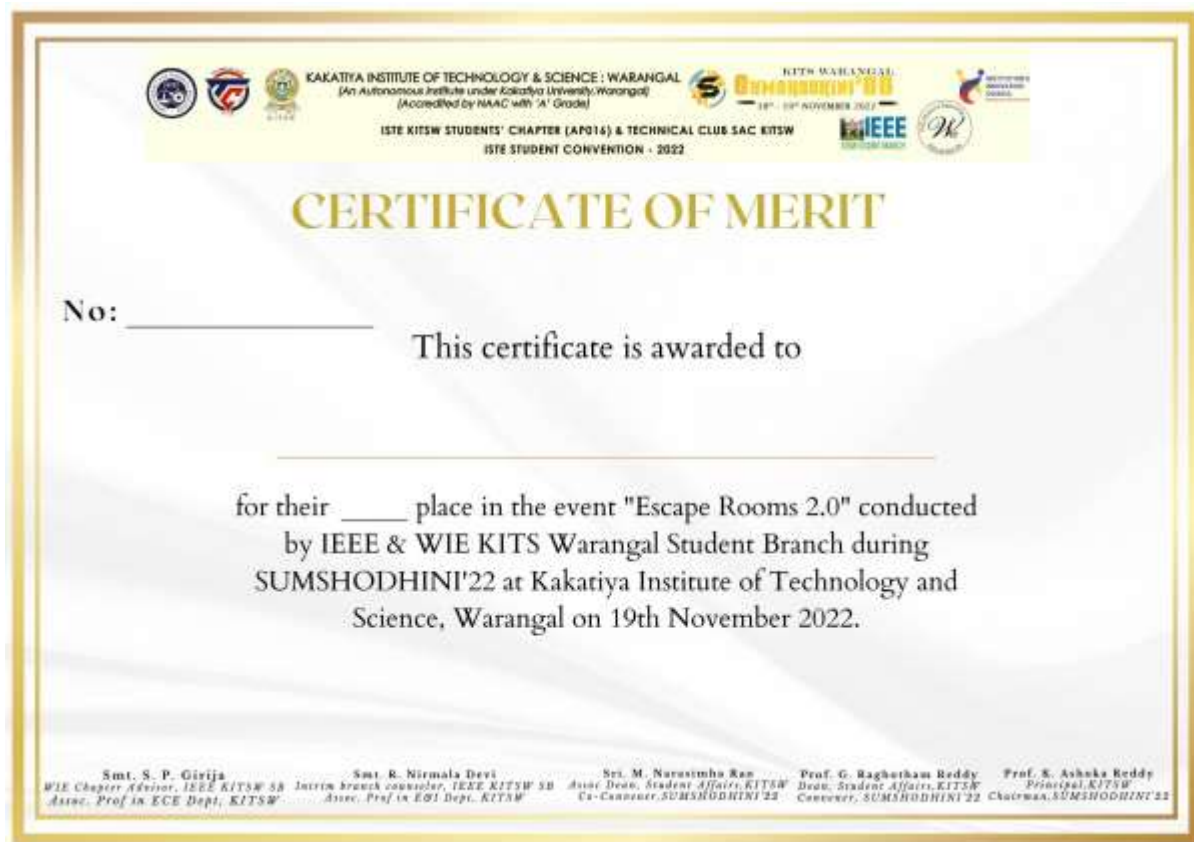 KAKATIYA INSTITUTE OF TECHNOLOGY & SCIENCE : WARANGAL
(An Autonomous Institute under Kakatiya University, Warangal)
(Accredited by NAAC with 'A' Grade)
ISTE KITSW STUDENTS' CHAPTER (AP016) & TECHNICAL CLUB SAC KITSW
ISTE STUDENT CONVENTION - 2022
KITS WARANGAL
18th - 19th NOVEMBER 2022
IEEE
CERTIFICATE OF MERIT
No: ____________
This certificate is awarded to
for their _____ place in the event "Escape Rooms 2.0" conducted
by IEEE & WIE KITS Warangal Student Branch during
SUMSHODHINI'22 at Kakatiya Institute of Technology and
Science, Warangal on 19th November 2022.
Smt. S. P. Girija
WIE Chapter Advisor, IEEE KITSW SB
Assoc. Prof in ECE Dept, KITSW
Smt. R. Nirmala Devi
Interim branch counselor, IEEE KITSW SB
Assoc. Prof in E&I Dept, KITSW
Sri. M. Narasimha Rao
Assoc Dean, Student Affairs, KITSW
Co-Convener, SUMSHODHINI'22
Prof. G. Raghotham Reddy
Dean, Student Affairs, KITSW
Convener, SUMSHODHINI'22
Prof. K. Ashoka Reddy
Principal, KITSW
Chairman, SUMSHODHINI'22